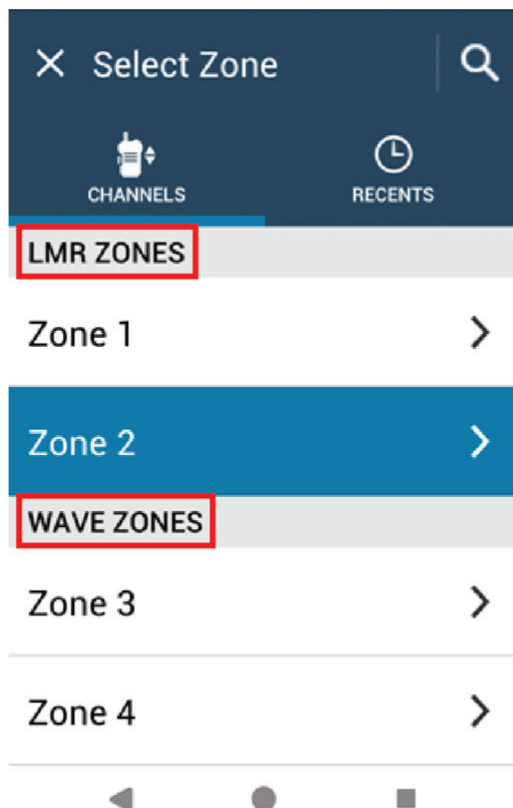 Select Zone
CHANNELS
RECENTS
LMR ZONES
Zone 1
Zone 2
WAVE ZONES
Zone 3
Zone 4